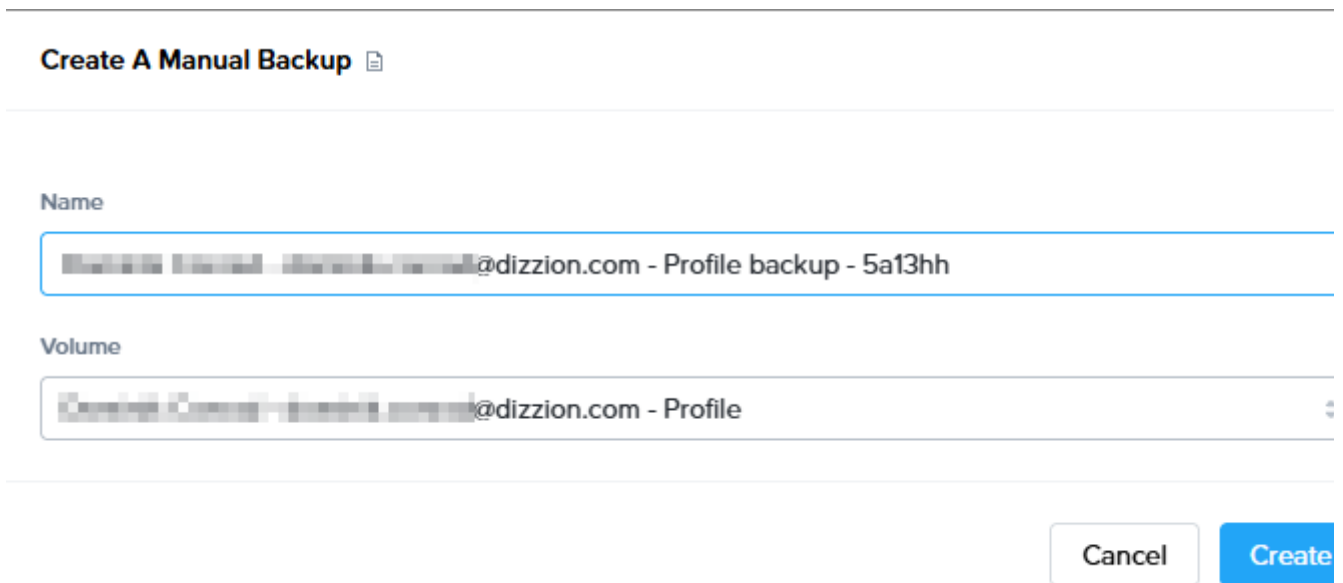 Create A Manual Backup
Name
@dizzion.com - Profile backup - 5a13hh
Volume
@dizzion.com - Profile
Cancel Create